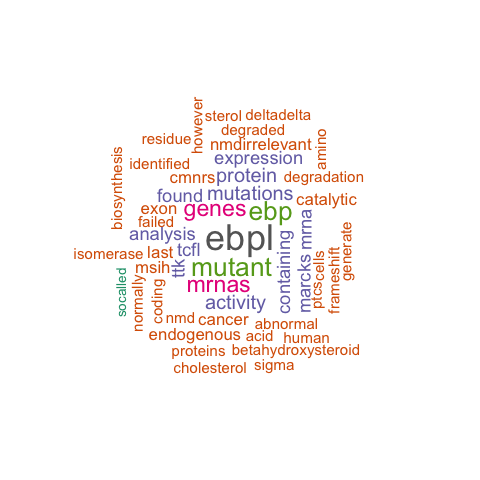 however
sterol deltadelta
degraded
residue nmdirrelevant
amino
biosynthesis
identified expression
cmnrs protein degradation
found mutations catalytic
exon genes ebp
failed
analysis ebpl containing marcks mrna
isomerase last tcfl ptcs cells frameshift generate
msih ttk mutant
socalled normally coding mrnas
activity
nmd cancer abnormal
endogenous acid human
proteins betahydroxysteroid
cholesterol sigma